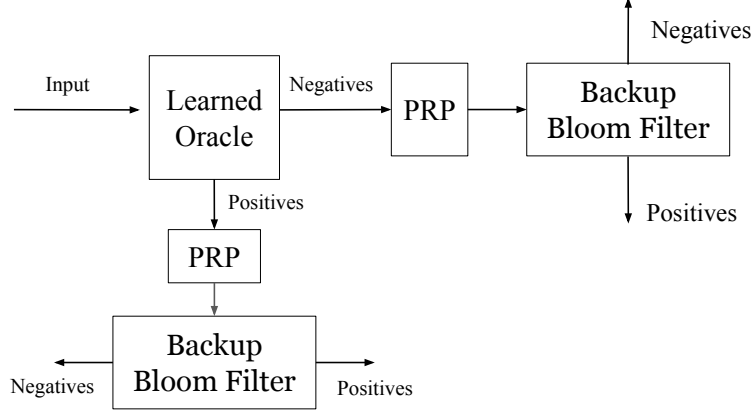 Negatives
Input
Learned
Oracle
Negatives
PRP
Backup
Bloom Filter
Positives
Positives
PRP
Backup
Bloom Filter
Negatives
Positives